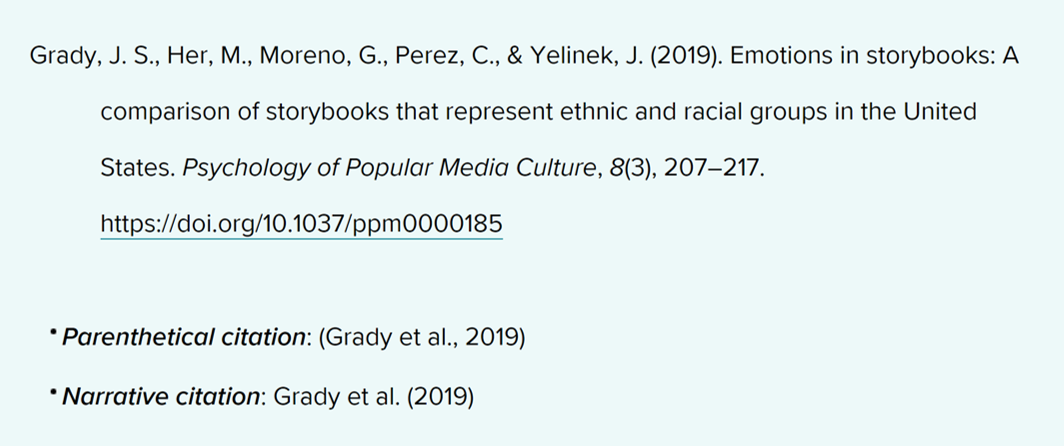 Grady, J. S., Her, M., Moreno, G., Perez, C., & Yelinek, J. (2019). Emotions in storybooks: A
comparison of storybooks that represent ethnic and racial groups in the United
States. Psychology of Popular Media Culture, 8(3), 207–217.
https://doi.org/10.1037/ppm0000185
• Parenthetical citation: (Grady et al., 2019)
• Narrative citation: Grady et al. (2019)